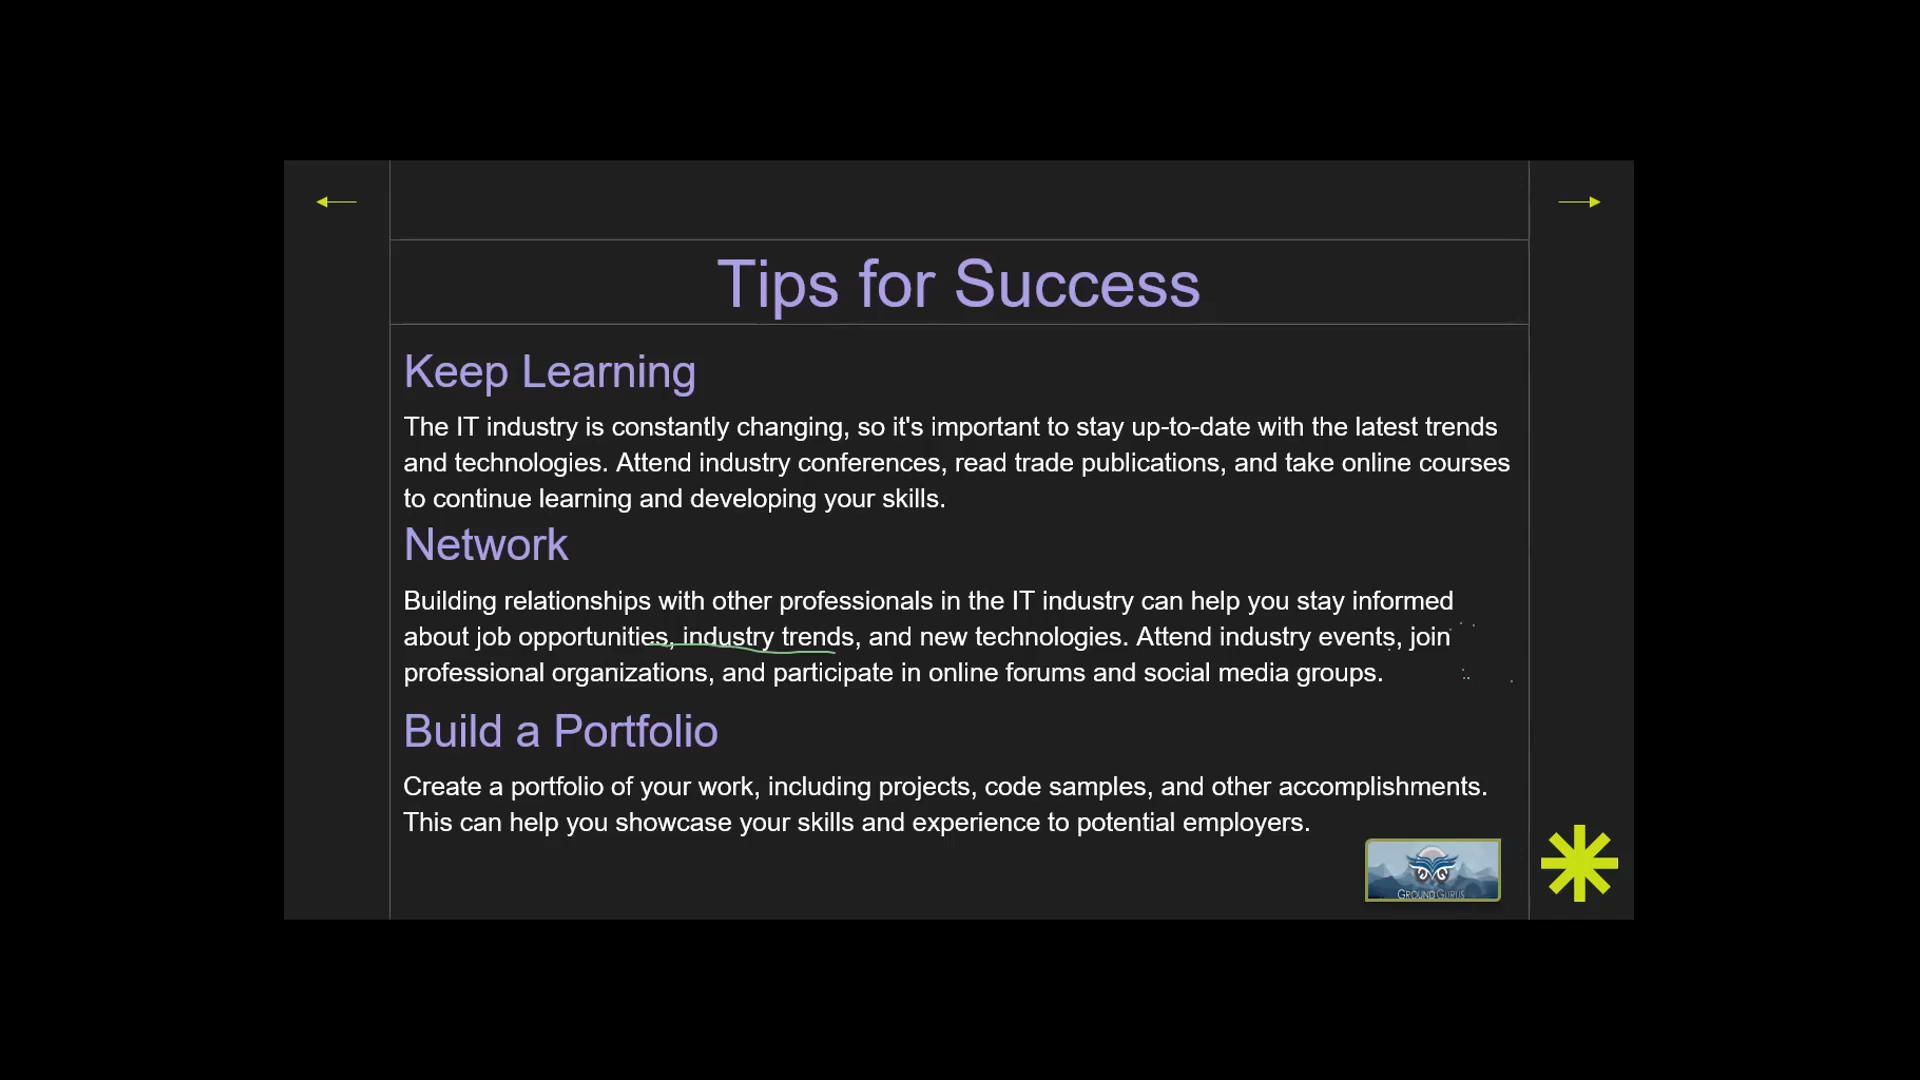 Tips for Success
Keep Learning
The IT industry is constantly changing, so it's important to stay up-to-date with the latest trends
and technologies. Attend industry conferences, read trade publications, and take online courses
to continue learning and developing your skills.
Network
Building relationships with other professionals in the IT industry can help you stay informed
about job opportunities, industry trends, and new technologies. Attend industry events, join
professional organizations, and participate in online forums and social media groups.
Build a Portfolio
Create a portfolio of your work, including projects, code samples, and other accomplishments.
This can help you showcase your skills and experience to potential employers.
GROUND GURUS